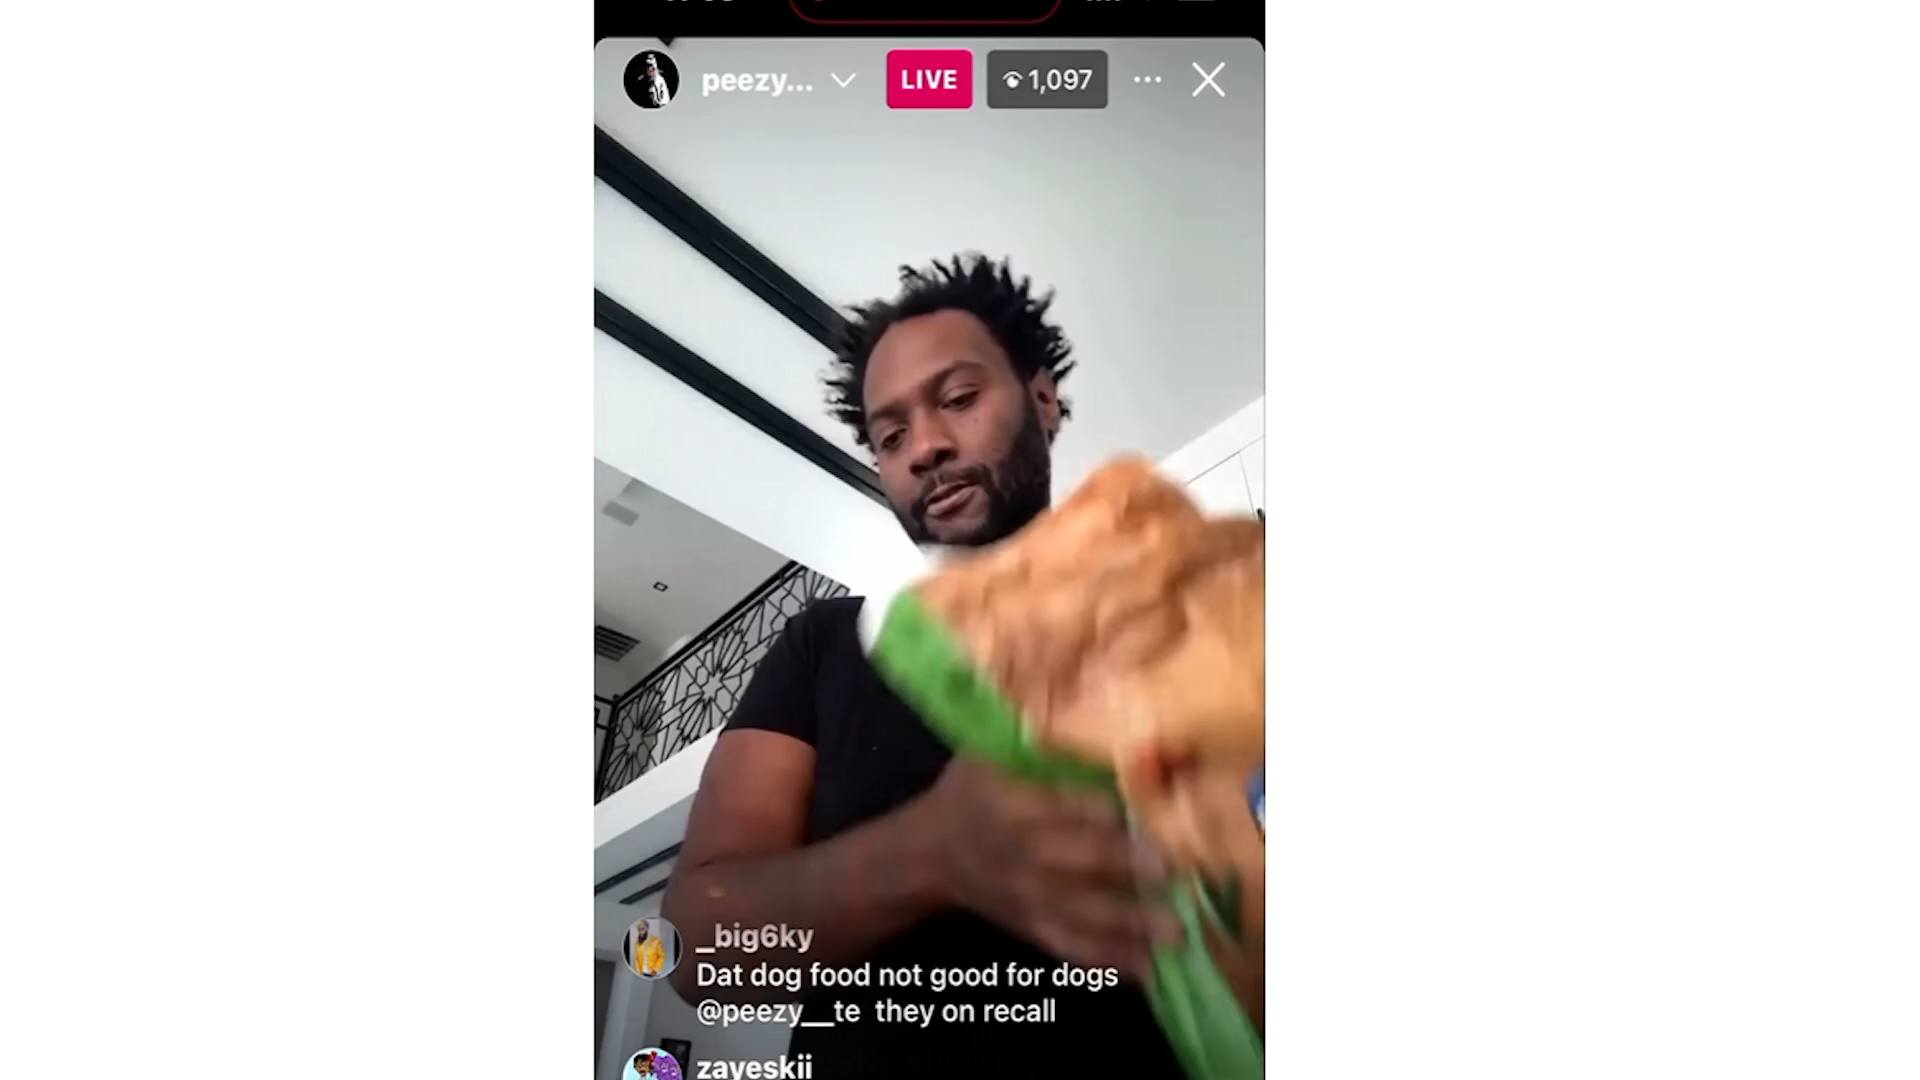 peezy...
LIVE
1,097
_big6ky
Dat dog food not good for dogs
@peezy__te they on recall
zayeskii